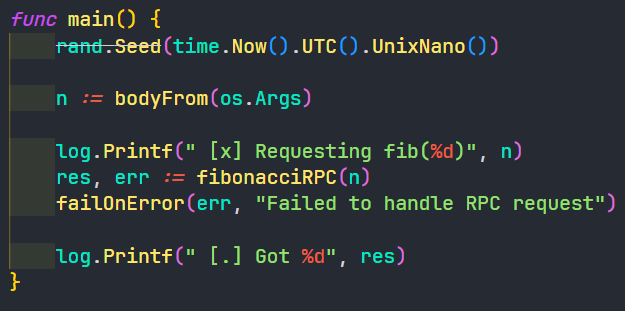 func main() {
    rand.Seed(time.Now().UTC().UnixNano())

    n := bodyFrom(os.Args)

    log.Printf(" [x] Requesting fib(%d)", n)
    res, err := fibonacciRPC(n)
    failOnError(err, "Failed to handle RPC request")

    log.Printf(" [.] Got %d", res)
}